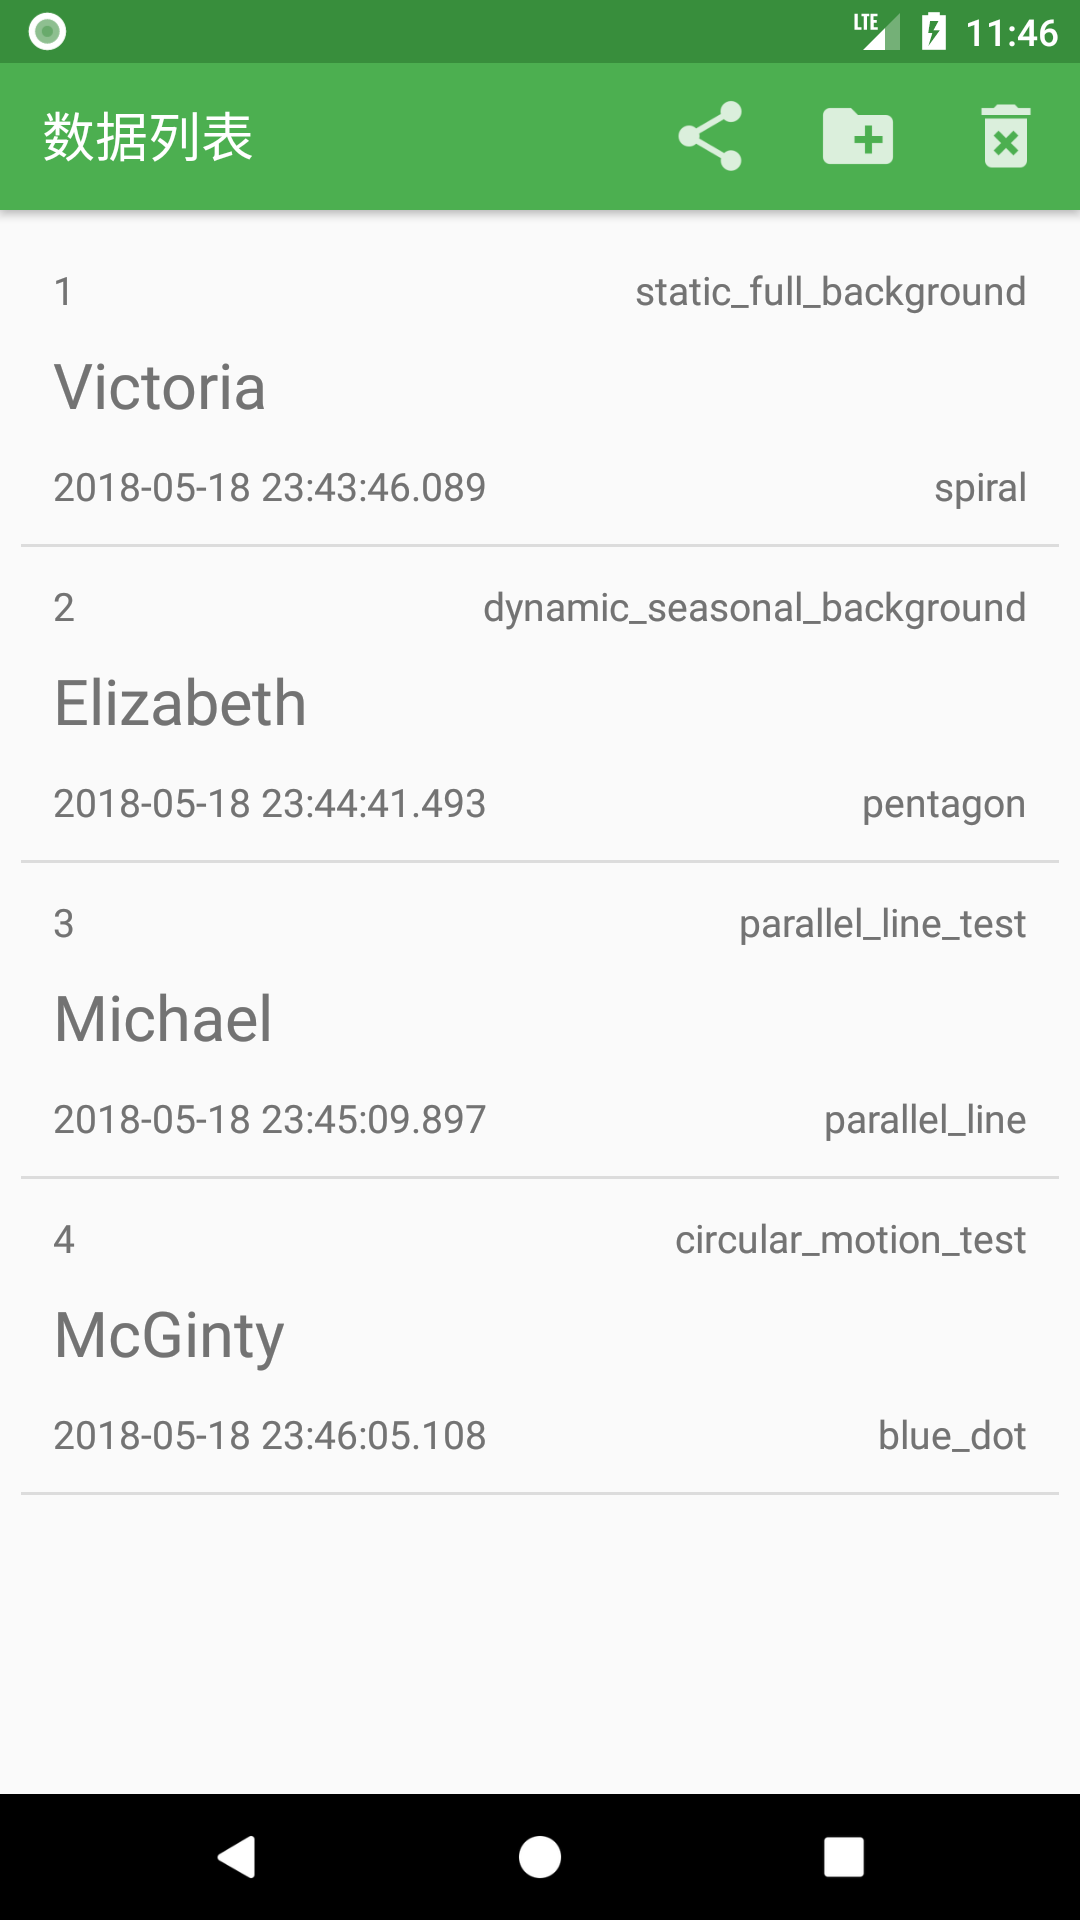 LTE 11:46
数据列表
1 static_full_background
Victoria
2018-05-18 23:43:46.089 spiral
2 dynamic_seasonal_background
Elizabeth
2018-05-18 23:44:41.493 pentagon
3 parallel_line_test
Michael
2018-05-18 23:45:09.897 parallel_line
4 circular_motion_test
McGinty
2018-05-18 23:46:05.108 blue_dot